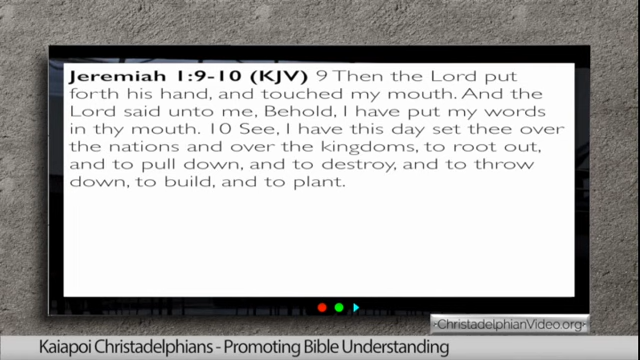 Jeremiah 1:9-10 (KJV) 9 Then the Lord put
forth his hand, and touched my mouth. And the
Lord said unto me, Behold, I have put my words
in thy mouth. 10 See, I have this day set thee over
the nations and over the kingdoms, to root out,
and to pull down, and to destroy, and to throw
down, to build, and to plant.
ChristadelphianVideo.org
Kaiapoi Christadelphians - Promoting Bible Understanding